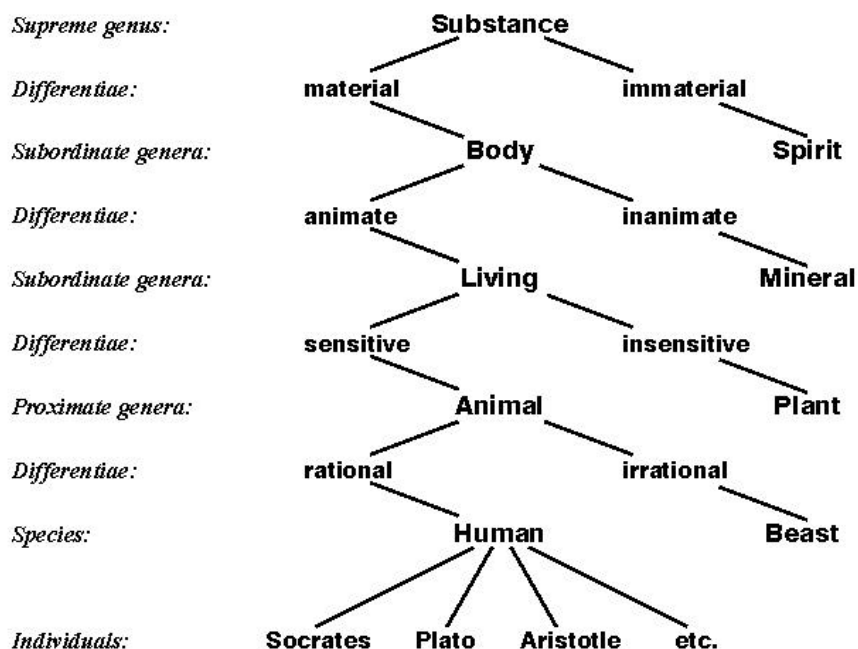 Supreme genus: Substance
Differentiae: material immaterial
Subordinate genera: Body Spirit
Differentiae: animate inanimate
Subordinate genera: Living Mineral
Differentiae: sensitive insensitive
Proximate genera: Animal Plant
Differentiae: rational irrational
Species: Human Beast
Individuals: Socrates Plato Aristotle etc.